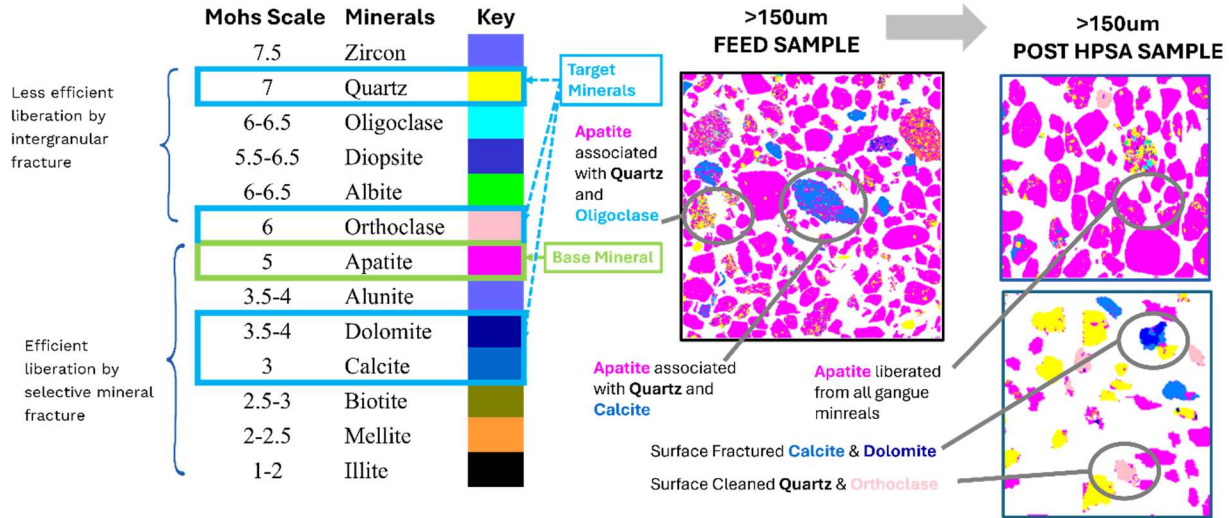 Mohs Scale Minerals Key
7.5 Zircon
7 Quartz
6-6.5 Oligoclase
5.5-6.5 Diopsite
6-6.5 Albite
6 Orthoclase
5 Apatite
3.5-4 Alunite
3.5-4 Dolomite
3 Calcite
2.5-3 Biotite
2-2.5 Mellite
1-2 Illite
Less efficient
liberation by
intergranular
fracture
Efficient
liberation by
selective mineral
fracture
Target
Minerals
Base Mineral
>150um
FEED SAMPLE
>150um
POST HPSA SAMPLE
Apatite
associated
with Quartz
and
Oligoclase
Apatite associated
with Quartz and
Calcite
Apatite liberated
from all gangue
minreals
Surface Fractured Calcite & Dolomite
Surface Cleaned Quartz & Orthoclase